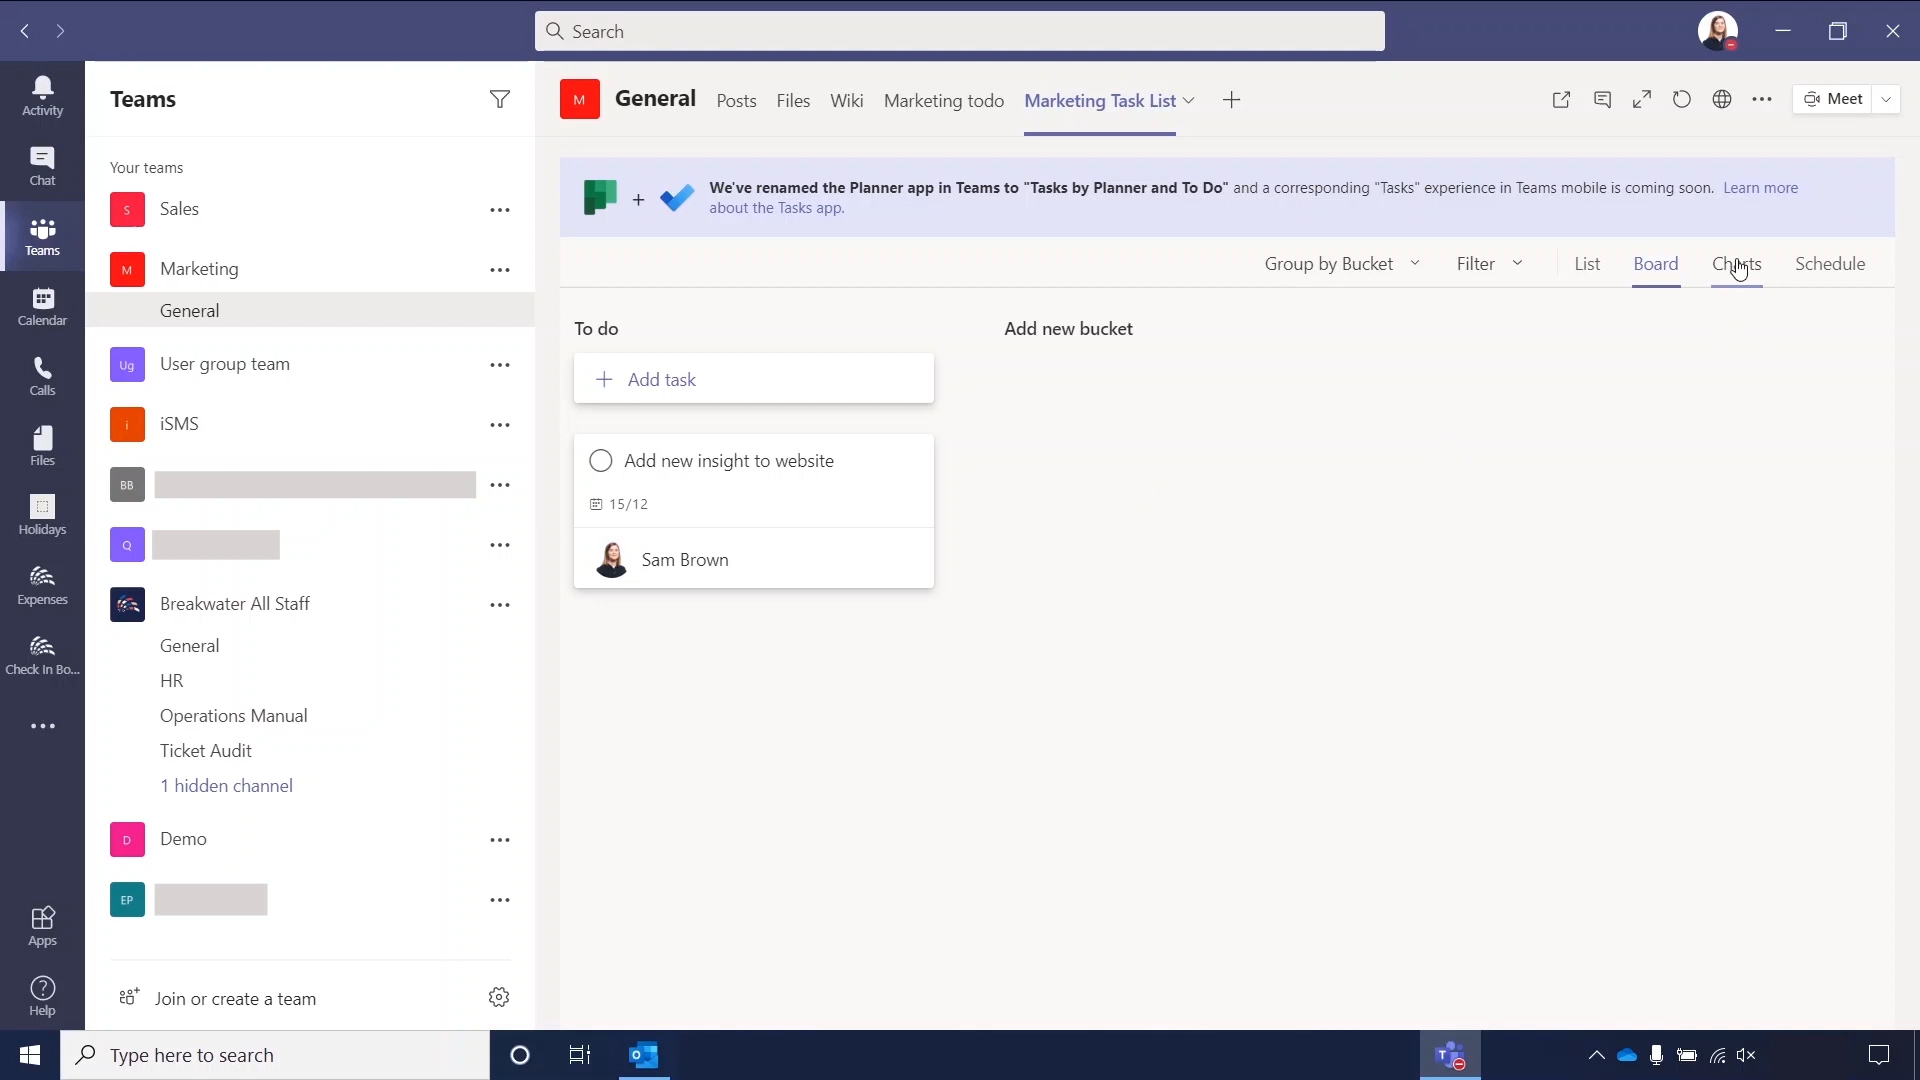 Search
Activity
Chat
Teams
Calendar
Calls
Files
Holidays
Expenses
Check In Bo...
Apps
Help
Teams
Your teams
S
Sales
M
Marketing
General
Ug
User group team
i
iSMS
BB
Q
Breakwater All Staff
General
HR
Operations Manual
Ticket Audit
1 hidden channel
D
Demo
EP
Join or create a team
M
General
Posts
Files
Wiki
Marketing todo
Marketing Task List
Meet
We've renamed the Planner app in Teams to "Tasks by Planner and To Do" and a corresponding "Tasks" experience in Teams mobile is coming soon. Learn more
about the Tasks app.
Group by Bucket
Filter
List
Board
Charts
Schedule
To do
Add new bucket
Add task
Add new insight to website
15/12
Sam Brown
Type here to search